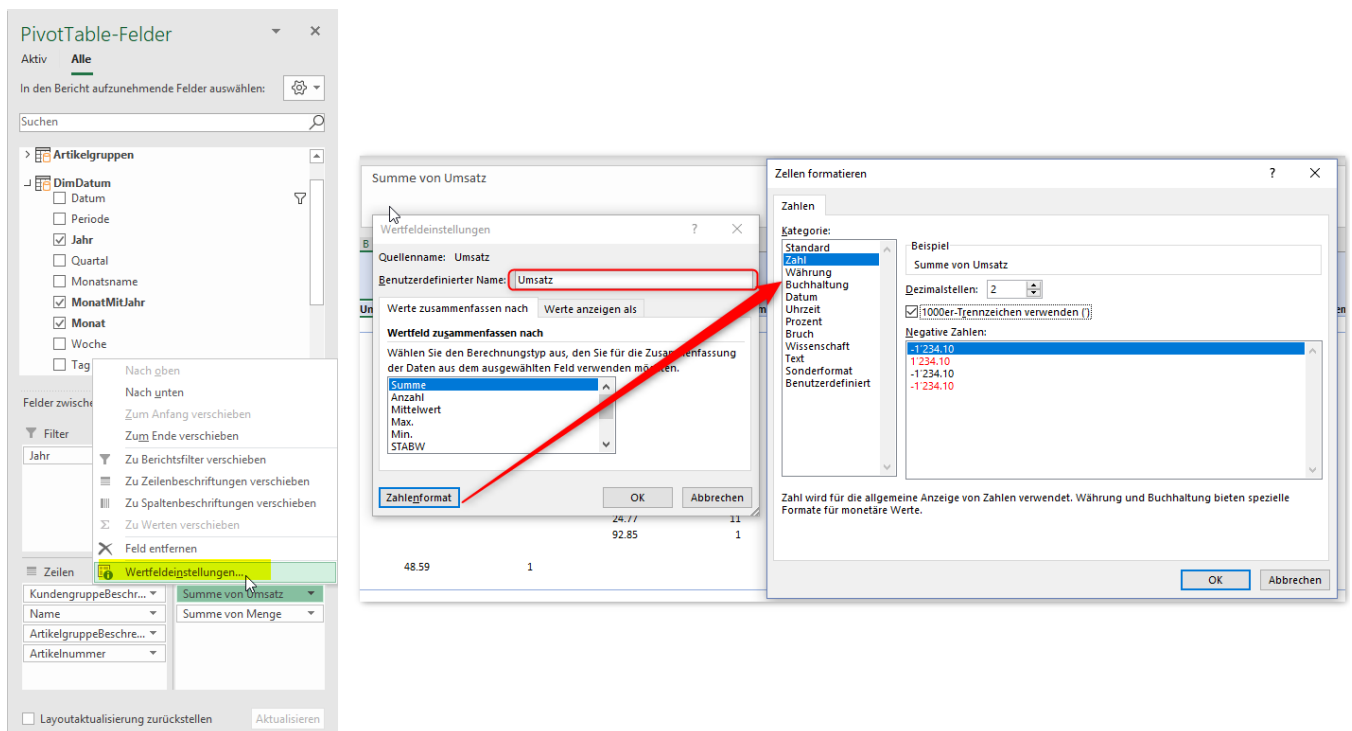 PivotTable-Felder
Aktiv Alle
In den Bericht aufzunehmende Felder auswählen:
Suchen
Artikelgruppen
DimDatum
Datum
Periode
Jahr
Quartal
Monatsname
MonatMitJahr
Monat
Woche
Tag
Nach oben
Nach unten
Zum Anfang verschieben
Zum Ende verschieben
Zu Berichtsfilter verschieben
Zu Zeilenbeschriftungen verschieben
Zu Spaltenbeschriftungen verschieben
Zu Werten verschieben
Feld entfernen
Wertfeldeinstellungen...
Felder zwische
Filter
Jahr
Zeilen
KundengruppeBeschr...
Name
ArtikelgruppeBeschre...
Artikelnummer
Summe von Umsatz
Summe von Menge
Layoutaktualisierung zurückstellen Aktualisieren
Summe von Umsatz
B
Un
Wertfeldeinstellungen ?
Quellenname: Umsatz
Benutzerdefinierter Name: Umsatz
Werte zusammenfassen nach Werte anzeigen als
Wertfeld zusammenfassen nach
Wählen Sie den Berechnungstyp aus, den Sie für die Zusammenfassung
der Daten aus dem ausgewählten Feld verwenden möchten.
Summe
Anzahl
Mittelwert
Max.
Min.
STABW
Zahlenformat OK Abbrechen
24.77 11
92.85 1
48.59 1
Zellen formatieren ?
Zahlen
Kategorie:
Standard
Zahl
Währung
Buchhaltung
Datum
Uhrzeit
Prozent
Bruch
Wissenschaft
Text
Sonderformat
Benutzerdefiniert
Beispiel
Summe von Umsatz
Dezimalstellen: 2
1000er-Trennzeichen verwenden (')
Negative Zahlen:
-1'234.10
1'234.10
-1'234.10
-1'234.10
Zahl wird für die allgemeine Anzeige von Zahlen verwendet. Währung und Buchhaltung bieten spezielle
Formate für monetäre Werte.
OK Abbrechen
en